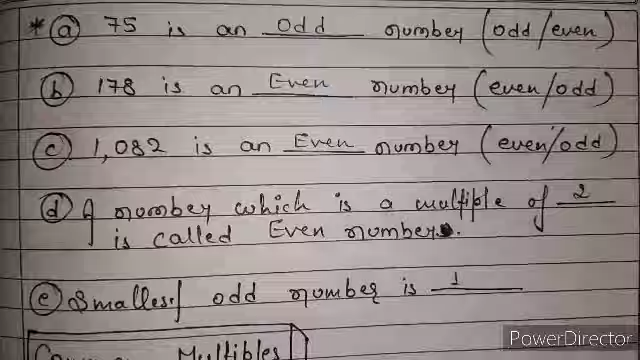 * (a) 75 is an Odd number (odd/even)
(b) 178 is an Even number (even/odd)
(c) 1,082 is an Even number (even/odd)
(d) A number which is a multiple of 2
is called Even number.
(e) Smallest odd number is 1
Common Multibles
PowerDirector